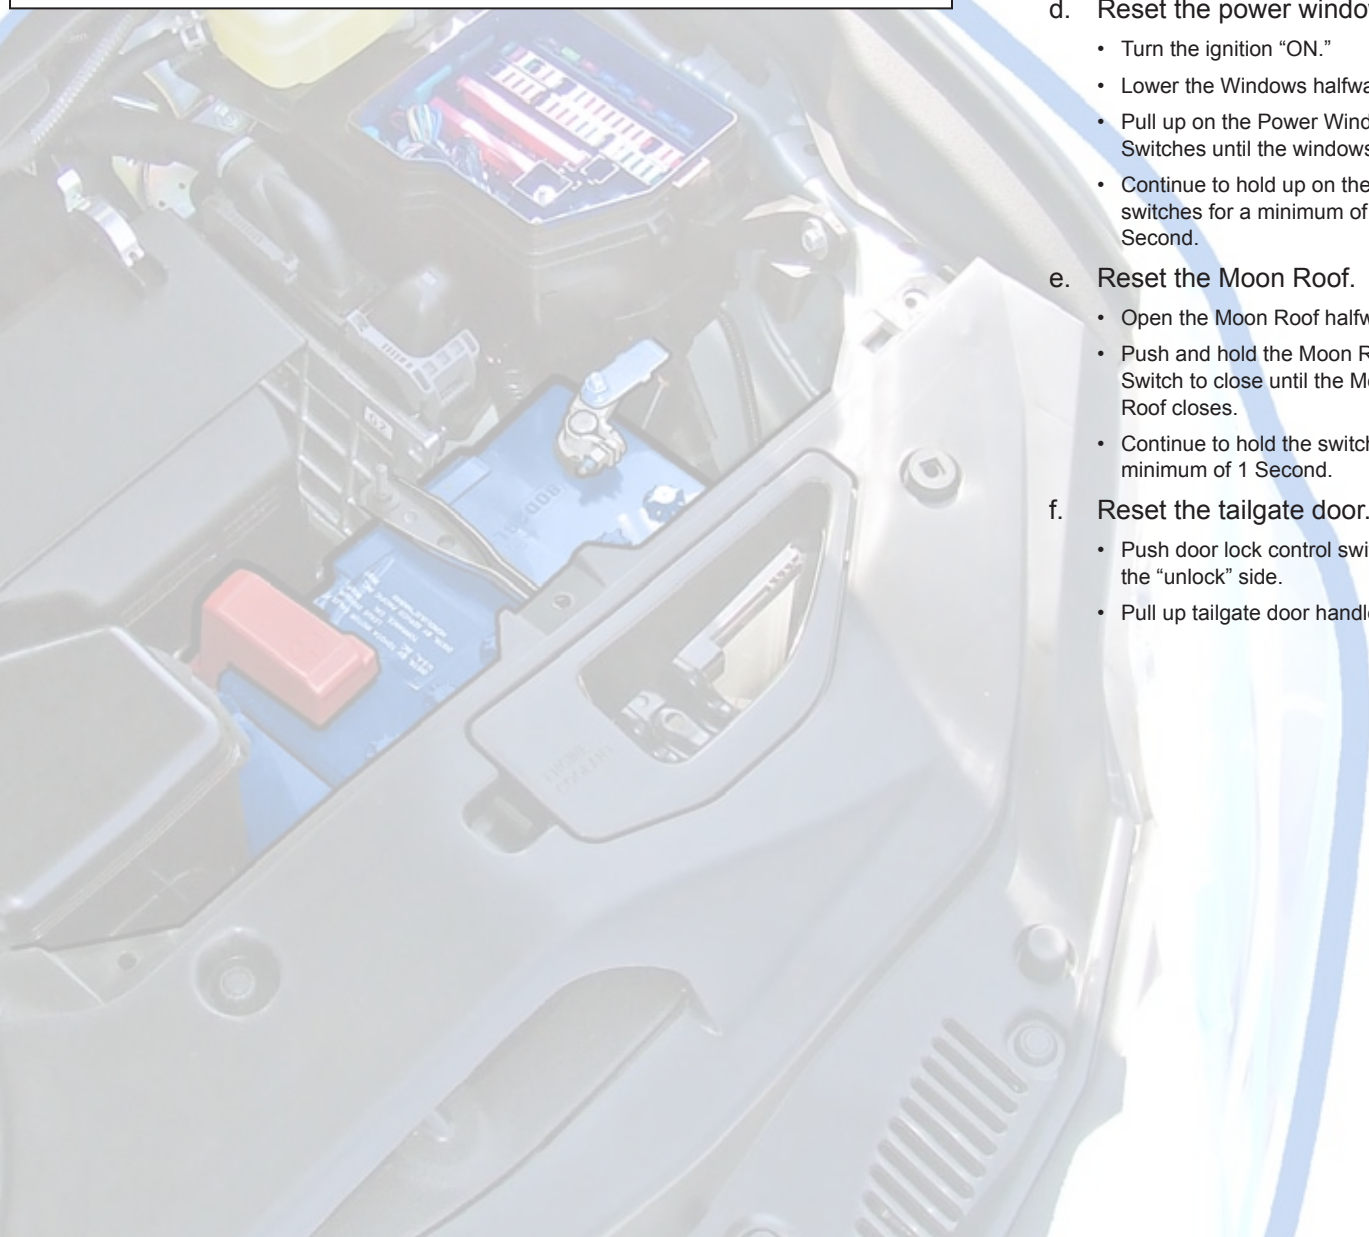 d. Reset the power windo
• Turn the ignition “ON.”
• Lower the Windows halfwa
• Pull up on the Power Wind
Switches until the windows
• Continue to hold up on the
switches for a minimum of
Second.
e. Reset the Moon Roof.
• Open the Moon Roof halfw
• Push and hold the Moon R
Switch to close until the M
Roof closes.
• Continue to hold the switch
minimum of 1 Second.
f. Reset the tailgate door.
• Push door lock control swi
the “unlock” side.
• Pull up tailgate door handl